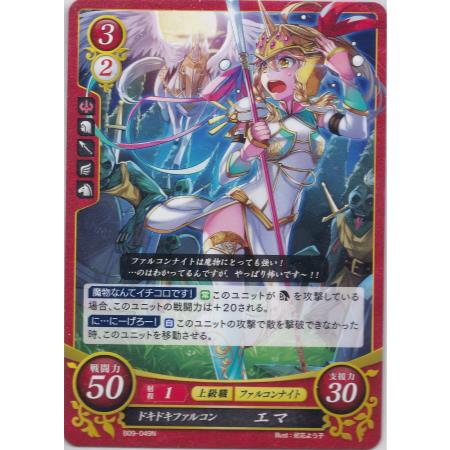 3
2
ファルコンナイトは魔物にとっても強い!
…のはわかってるんですが、やっぱり怖いです〜!!
魔物なんてイチコロです! 常 このユニットが を攻撃している
場合、このユニットの戦闘力は+20される。
に…にーげろー! 自 このユニットの攻撃で敵を撃破できなかった
時、このユニットを移動させる。
戦闘力
50
射程 1
上級職
ファルコンナイト
支援力
30
ドキドキファルコン エマ
B09-049N
Illust: